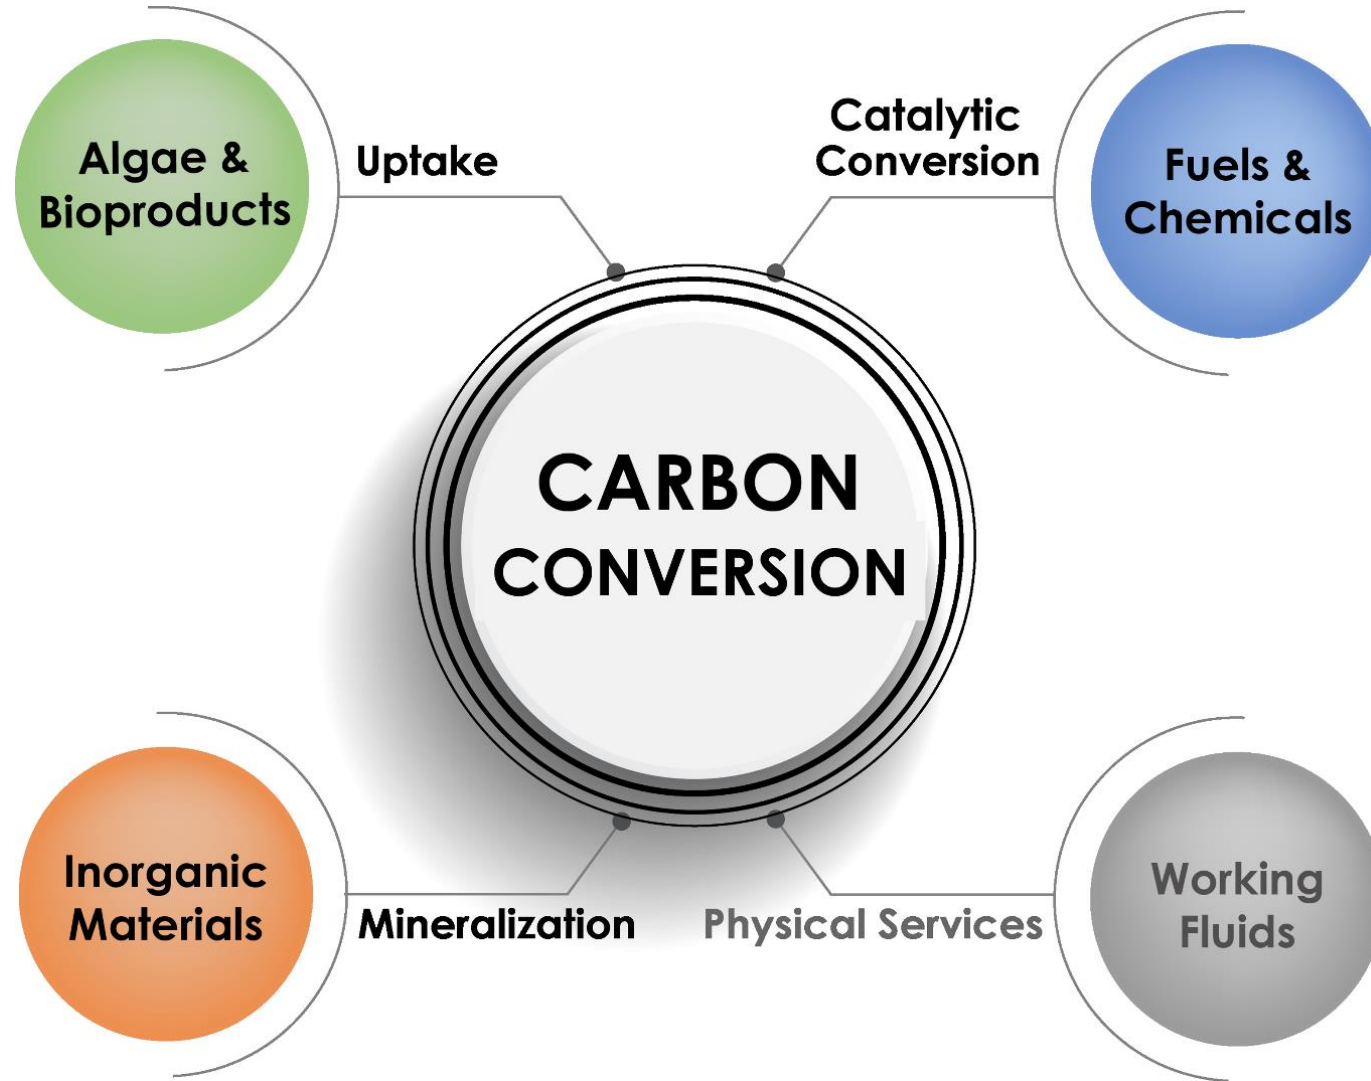 Algae &
Bioproducts
Uptake
Catalytic
Conversion
Fuels &
Chemicals
CARBON
CONVERSION
Inorganic
Materials
Mineralization
Physical Services
Working
Fluids